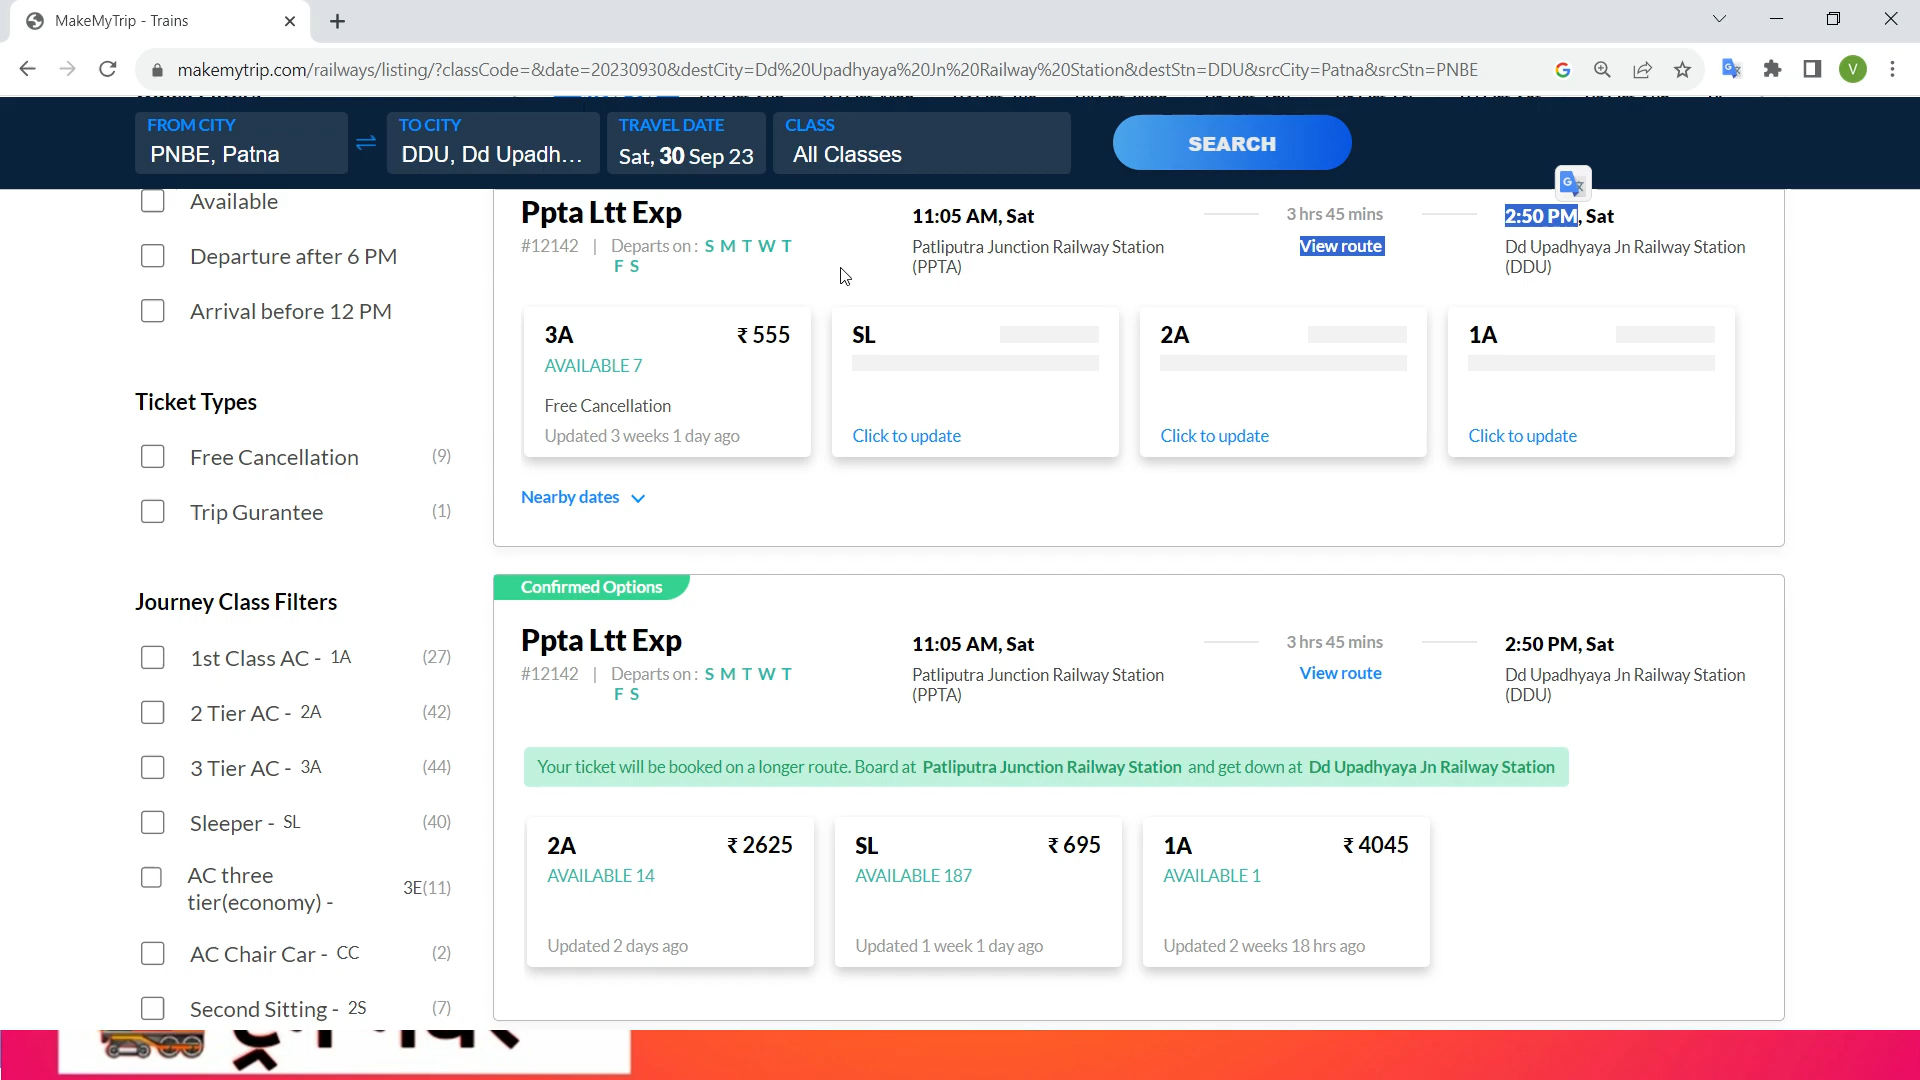 MakeMyTrip - Trains
makemytrip.com/railways/listing/?classCode=&date=20230930&destCity=Dd%20Upadhyaya%20Jn%20Railway%20Station&destStn=DDU&srcCity=Patna&srcStn=PNBE
V
FROM CITY
PNBE, Patna
TO CITY
DDU, Dd Upadh...
TRAVEL DATE
Sat, 30 Sep 23
CLASS
All Classes
SEARCH
Available
Departure after 6 PM
Arrival before 12 PM
Ticket Types
Free Cancellation (9)
Trip Gurantee (1)
Journey Class Filters
1st Class AC - 1A (27)
2 Tier AC - 2A (42)
3 Tier AC - 3A (44)
Sleeper - SL (40)
AC three
tier(economy) - 3E(11)
AC Chair Car - CC (2)
Second Sitting - 2S (7)
Ppta Ltt Exp
#12142 | Departs on : S M T W T
F S
11:05 AM, Sat
Patliputra Junction Railway Station
(PPTA)
3 hrs 45 mins
View route
2:50 PM, Sat
Dd Upadhyaya Jn Railway Station
(DDU)
3A ₹ 555
AVAILABLE 7
Free Cancellation
Updated 3 weeks 1 day ago
SL
Click to update
2A
Click to update
1A
Click to update
Nearby dates
Confirmed Options
Ppta Ltt Exp
#12142 | Departs on : S M T W T
F S
11:05 AM, Sat
Patliputra Junction Railway Station
(PPTA)
3 hrs 45 mins
View route
2:50 PM, Sat
Dd Upadhyaya Jn Railway Station
(DDU)
Your ticket will be booked on a longer route. Board at Patliputra Junction Railway Station and get down at Dd Upadhyaya Jn Railway Station
2A ₹ 2625
AVAILABLE 14
Updated 2 days ago
SL ₹ 695
AVAILABLE 187
Updated 1 week 1 day ago
1A ₹ 4045
AVAILABLE 1
Updated 2 weeks 18 hrs ago